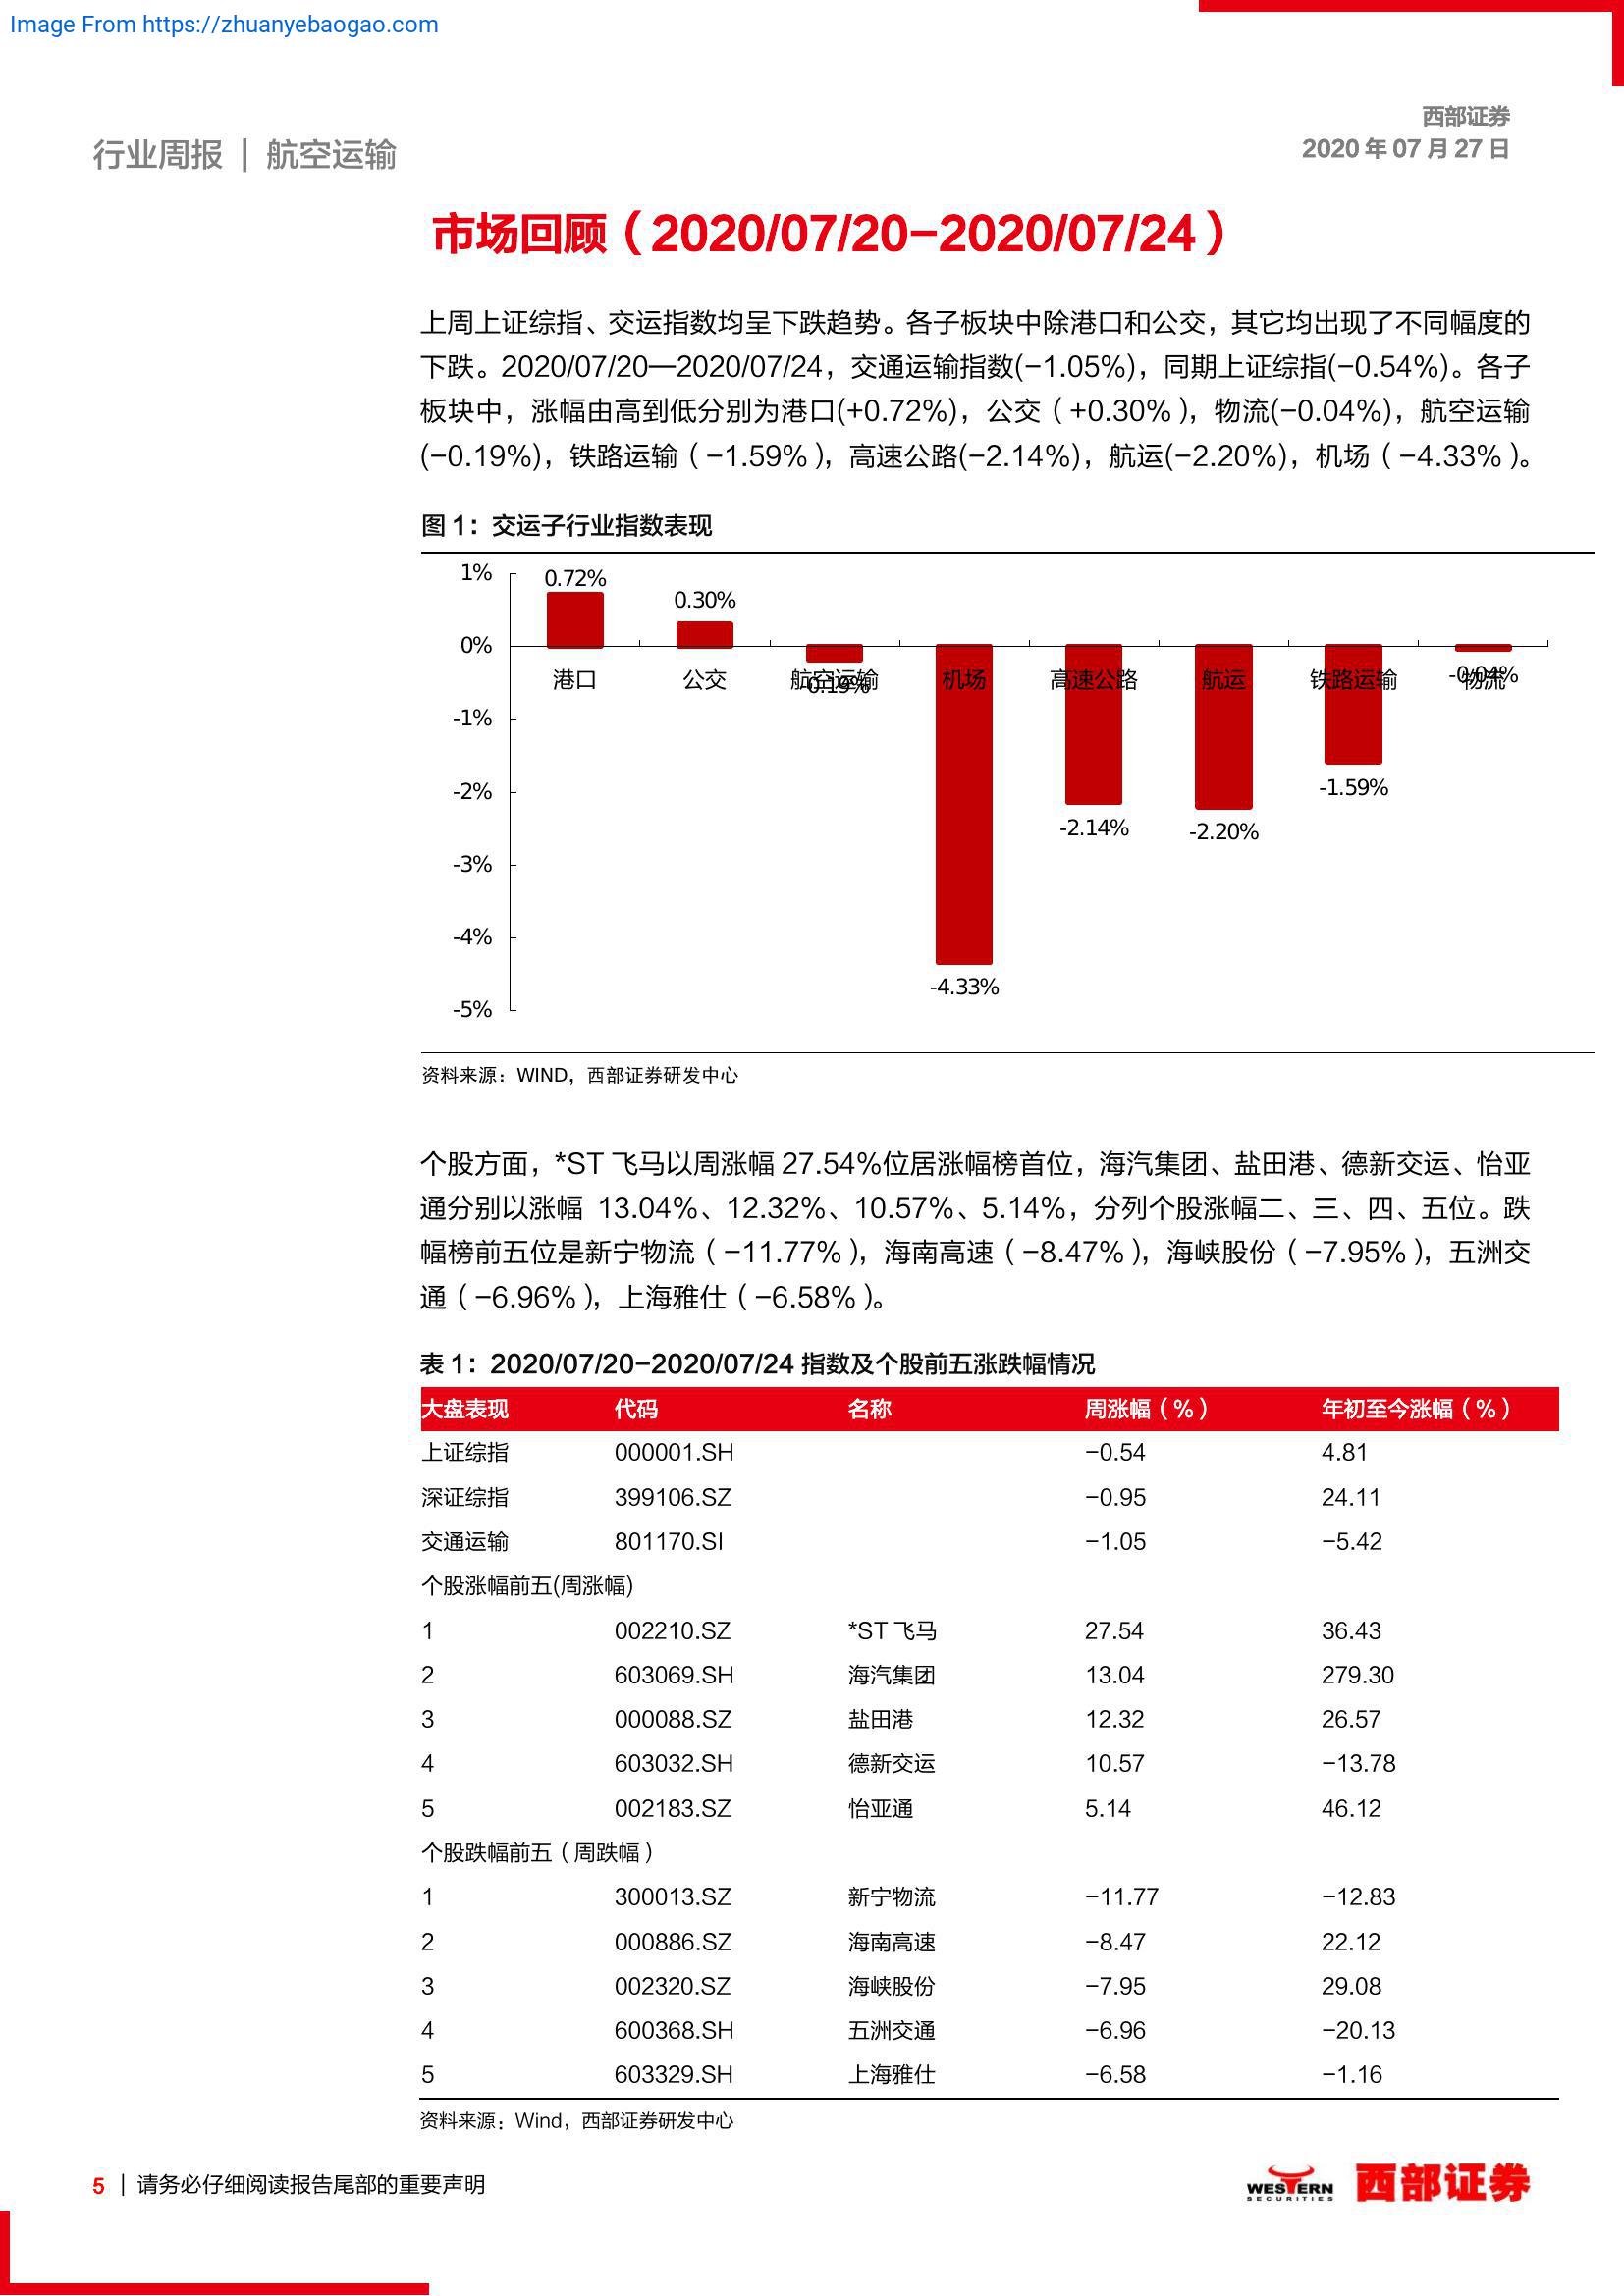 Image From https://zhuanyebaogao.com
西部证券
2020 年 07 月 27 日
行业周报 | 航空运输
市场回顾（2020/07/20-2020/07/24）
上周上证综指、交运指数均呈下跌趋势。各子板块中除港口和公交，其它均出现了不同幅度的
下跌。2020/07/20—2020/07/24，交通运输指数(-1.05%)，同期上证综指(-0.54%)。各子
板块中，涨幅由高到低分别为港口(+0.72%)，公交（+0.30%），物流(-0.04%)，航空运输
(-0.19%)，铁路运输（-1.59%），高速公路(-2.14%)，航运(-2.20%)，机场（-4.33%）。
图 1：交运子行业指数表现
1%
0%
-1%
-2%
-3%
-4%
-5%
0.72%
0.30%
-0.19%
-4.33%
-2.14%
-2.20%
-1.59%
-0.04%
港口 公交 航空运输 机场 高速公路 航运 铁路运输 物流
资料来源：WIND，西部证券研发中心
个股方面，*ST 飞马以周涨幅 27.54%位居涨幅榜首位，海汽集团、盐田港、德新交运、怡亚
通分别以涨幅 13.04%、12.32%、10.57%、5.14%，分列个股涨幅二、三、四、五位。跌
幅榜前五位是新宁物流（-11.77%），海南高速（-8.47%），海峡股份（-7.95%），五洲交
通（-6.96%），上海雅仕（-6.58%）。
表 1：2020/07/20-2020/07/24 指数及个股前五涨跌幅情况
大盘表现 代码 名称 周涨幅（%） 年初至今涨幅（%）
上证综指 000001.SH -0.54 4.81
深证综指 399106.SZ -0.95 24.11
交通运输 801170.SI -1.05 -5.42
个股涨幅前五(周涨幅)
1 002210.SZ *ST 飞马 27.54 36.43
2 603069.SH 海汽集团 13.04 279.30
3 000088.SZ 盐田港 12.32 26.57
4 603032.SH 德新交运 10.57 -13.78
5 002183.SZ 怡亚通 5.14 46.12
个股跌幅前五（周跌幅）
1 300013.SZ 新宁物流 -11.77 -12.83
2 000886.SZ 海南高速 -8.47 22.12
3 002320.SZ 海峡股份 -7.95 29.08
4 600368.SH 五洲交通 -6.96 -20.13
5 603329.SH 上海雅仕 -6.58 -1.16
资料来源：Wind，西部证券研发中心
5 | 请务必仔细阅读报告尾部的重要声明
WESTERN
SECURITIES
西部证券